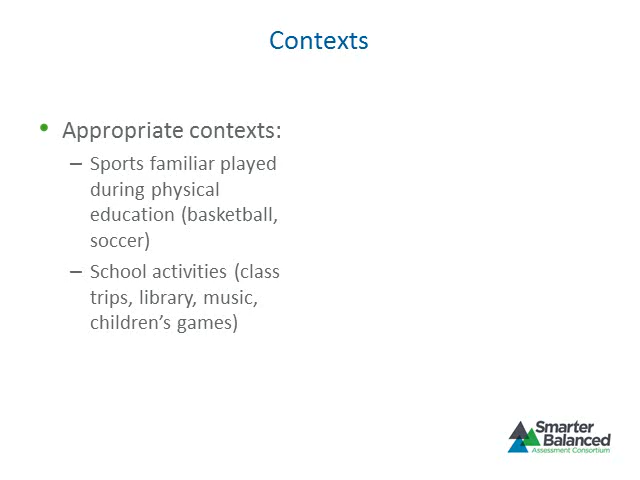 Contexts
• Appropriate contexts:
– Sports familiar played
during physical
education (basketball,
soccer)
– School activities (class
trips, library, music,
children’s games)
Smarter
Balanced
Assessment Consortium